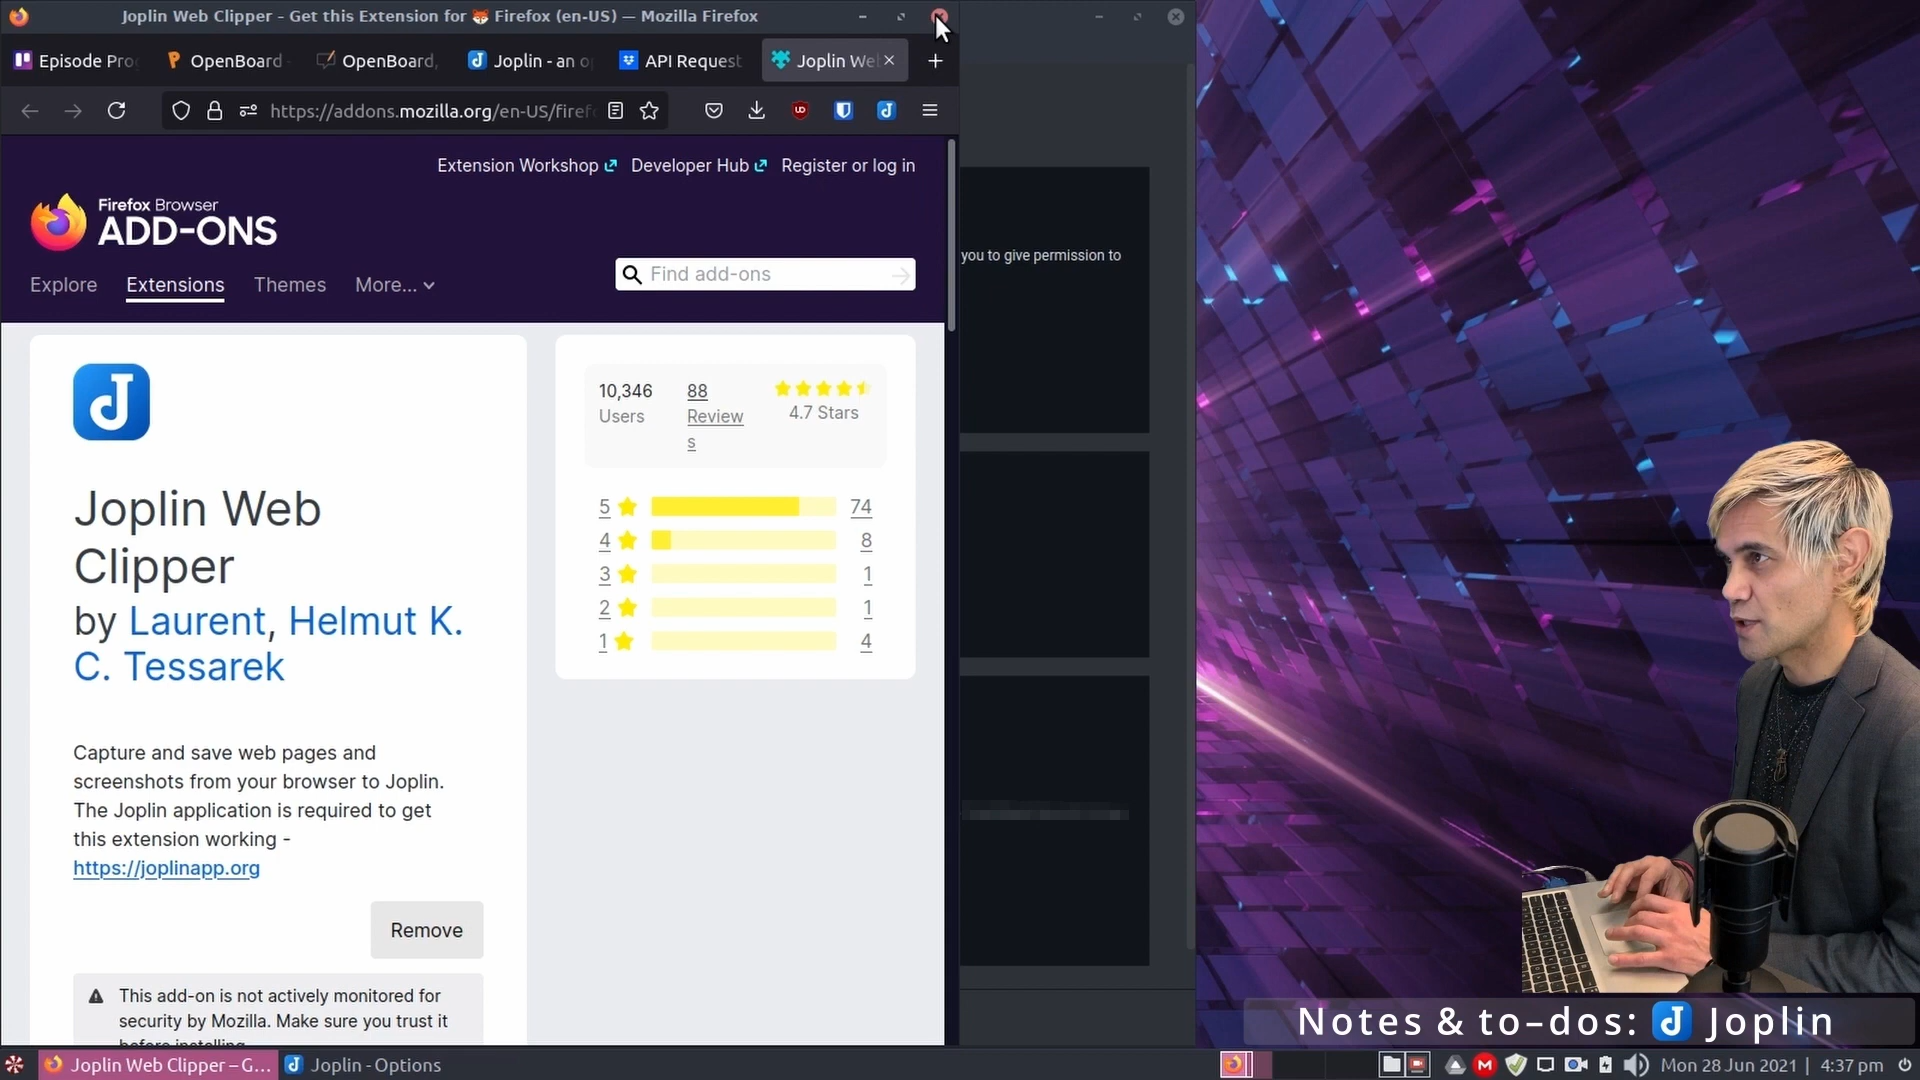 Joplin Web Clipper - Get this Extension for 🦊 Firefox (en-US) — Mozilla Firefox
Episode Pro
OpenBoard
OpenBoard,
Joplin - an o
API Request
Joplin We
https://addons.mozilla.org/en-US/firef
Extension Workshop
Developer Hub
Register or log in
Firefox Browser
ADD-ONS
Find add-ons
Explore
Extensions
Themes
More...
you to give permission to
10,346
Users
88
Review
s
4.7 Stars
5 74
4 8
3 1
2 1
1 4
Joplin Web
Clipper
by Laurent, Helmut K.
C. Tessarek
Capture and save web pages and
screenshots from your browser to Joplin.
The Joplin application is required to get
this extension working -
https://joplinapp.org
Remove
This add-on is not actively monitored for
security by Mozilla. Make sure you trust it
before installing.
Notes & to-dos: Joplin
Joplin Web Clipper – G...
Joplin - Options
Mon 28 Jun 2021 | 4:37 pm